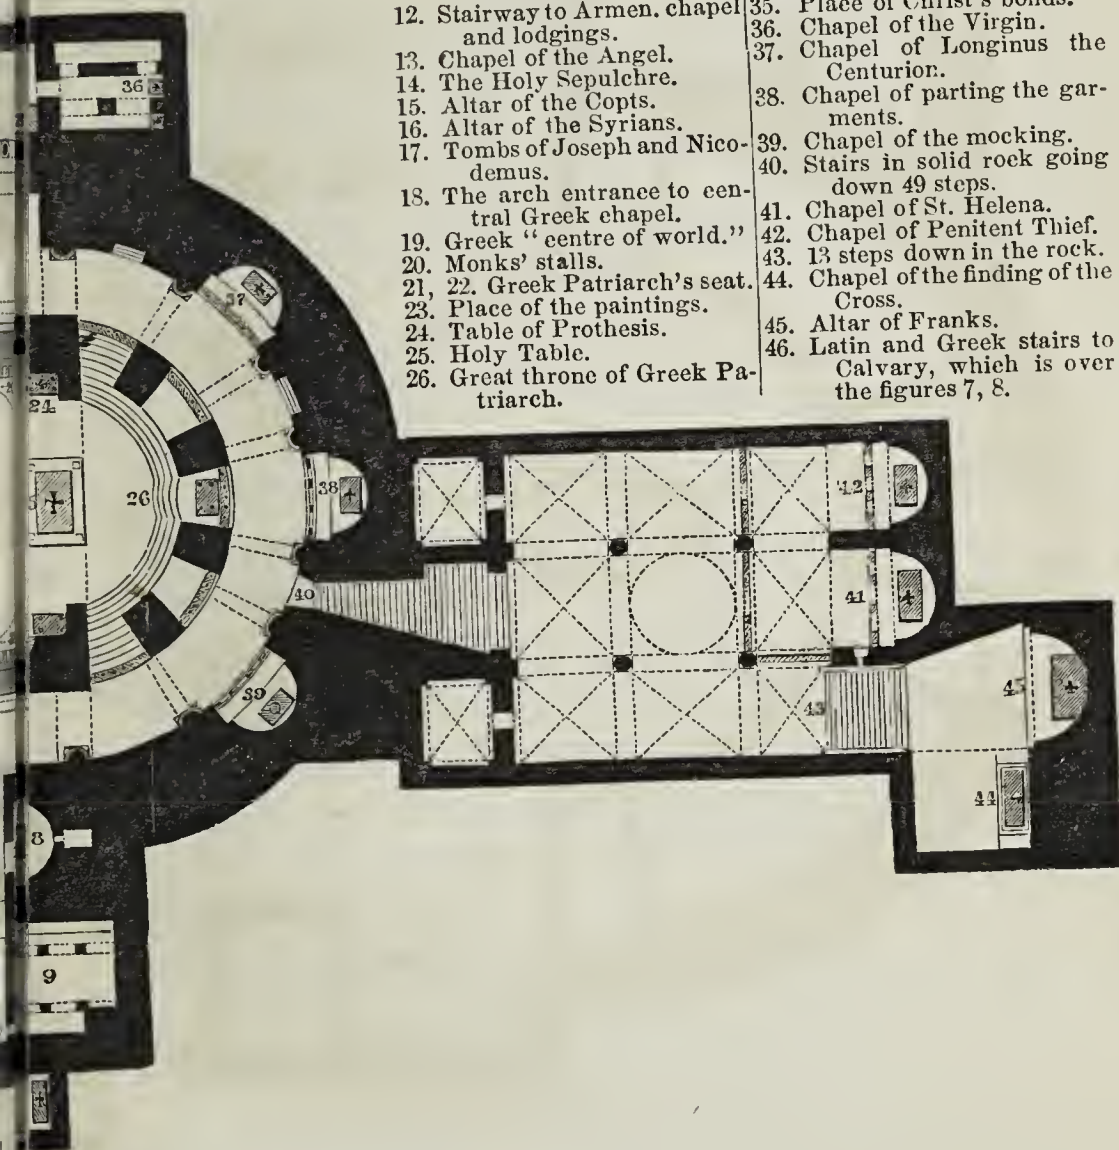 12. Stairway to Armen. chapel
and lodgings.
13. Chapel of the Angel.
14. The Holy Sepulchre.
15. Altar of the Copts.
16. Altar of the Syrians.
17. Tombs of Joseph and Nico-
demus.
18. The arch entrance to cen-
tral Greek chapel.
19. Greek “centre of world.”
20. Monks’ stalls.
21, 22. Greek Patriarch’s seat.
23. Place of the paintings.
24. Table of Prothesis.
25. Holy Table.
26. Great throne of Greek Pa-
triarch.
35. Place of Christ’s bonds.
36. Chapel of the Virgin.
37. Chapel of Longinus the
Centurion.
38. Chapel of parting the gar-
ments.
39. Chapel of the mocking.
40. Stairs in solid rock going
down 49 steps.
41. Chapel of St. Helena.
42. Chapel of Penitent Thief.
43. 13 steps down in the rock.
44. Chapel of the finding of the
Cross.
45. Altar of Franks.
46. Latin and Greek stairs to
Calvary, which is over
the figures 7, 8.
36
37
24
26
38
42
40
41
39
43
45
44
8
9